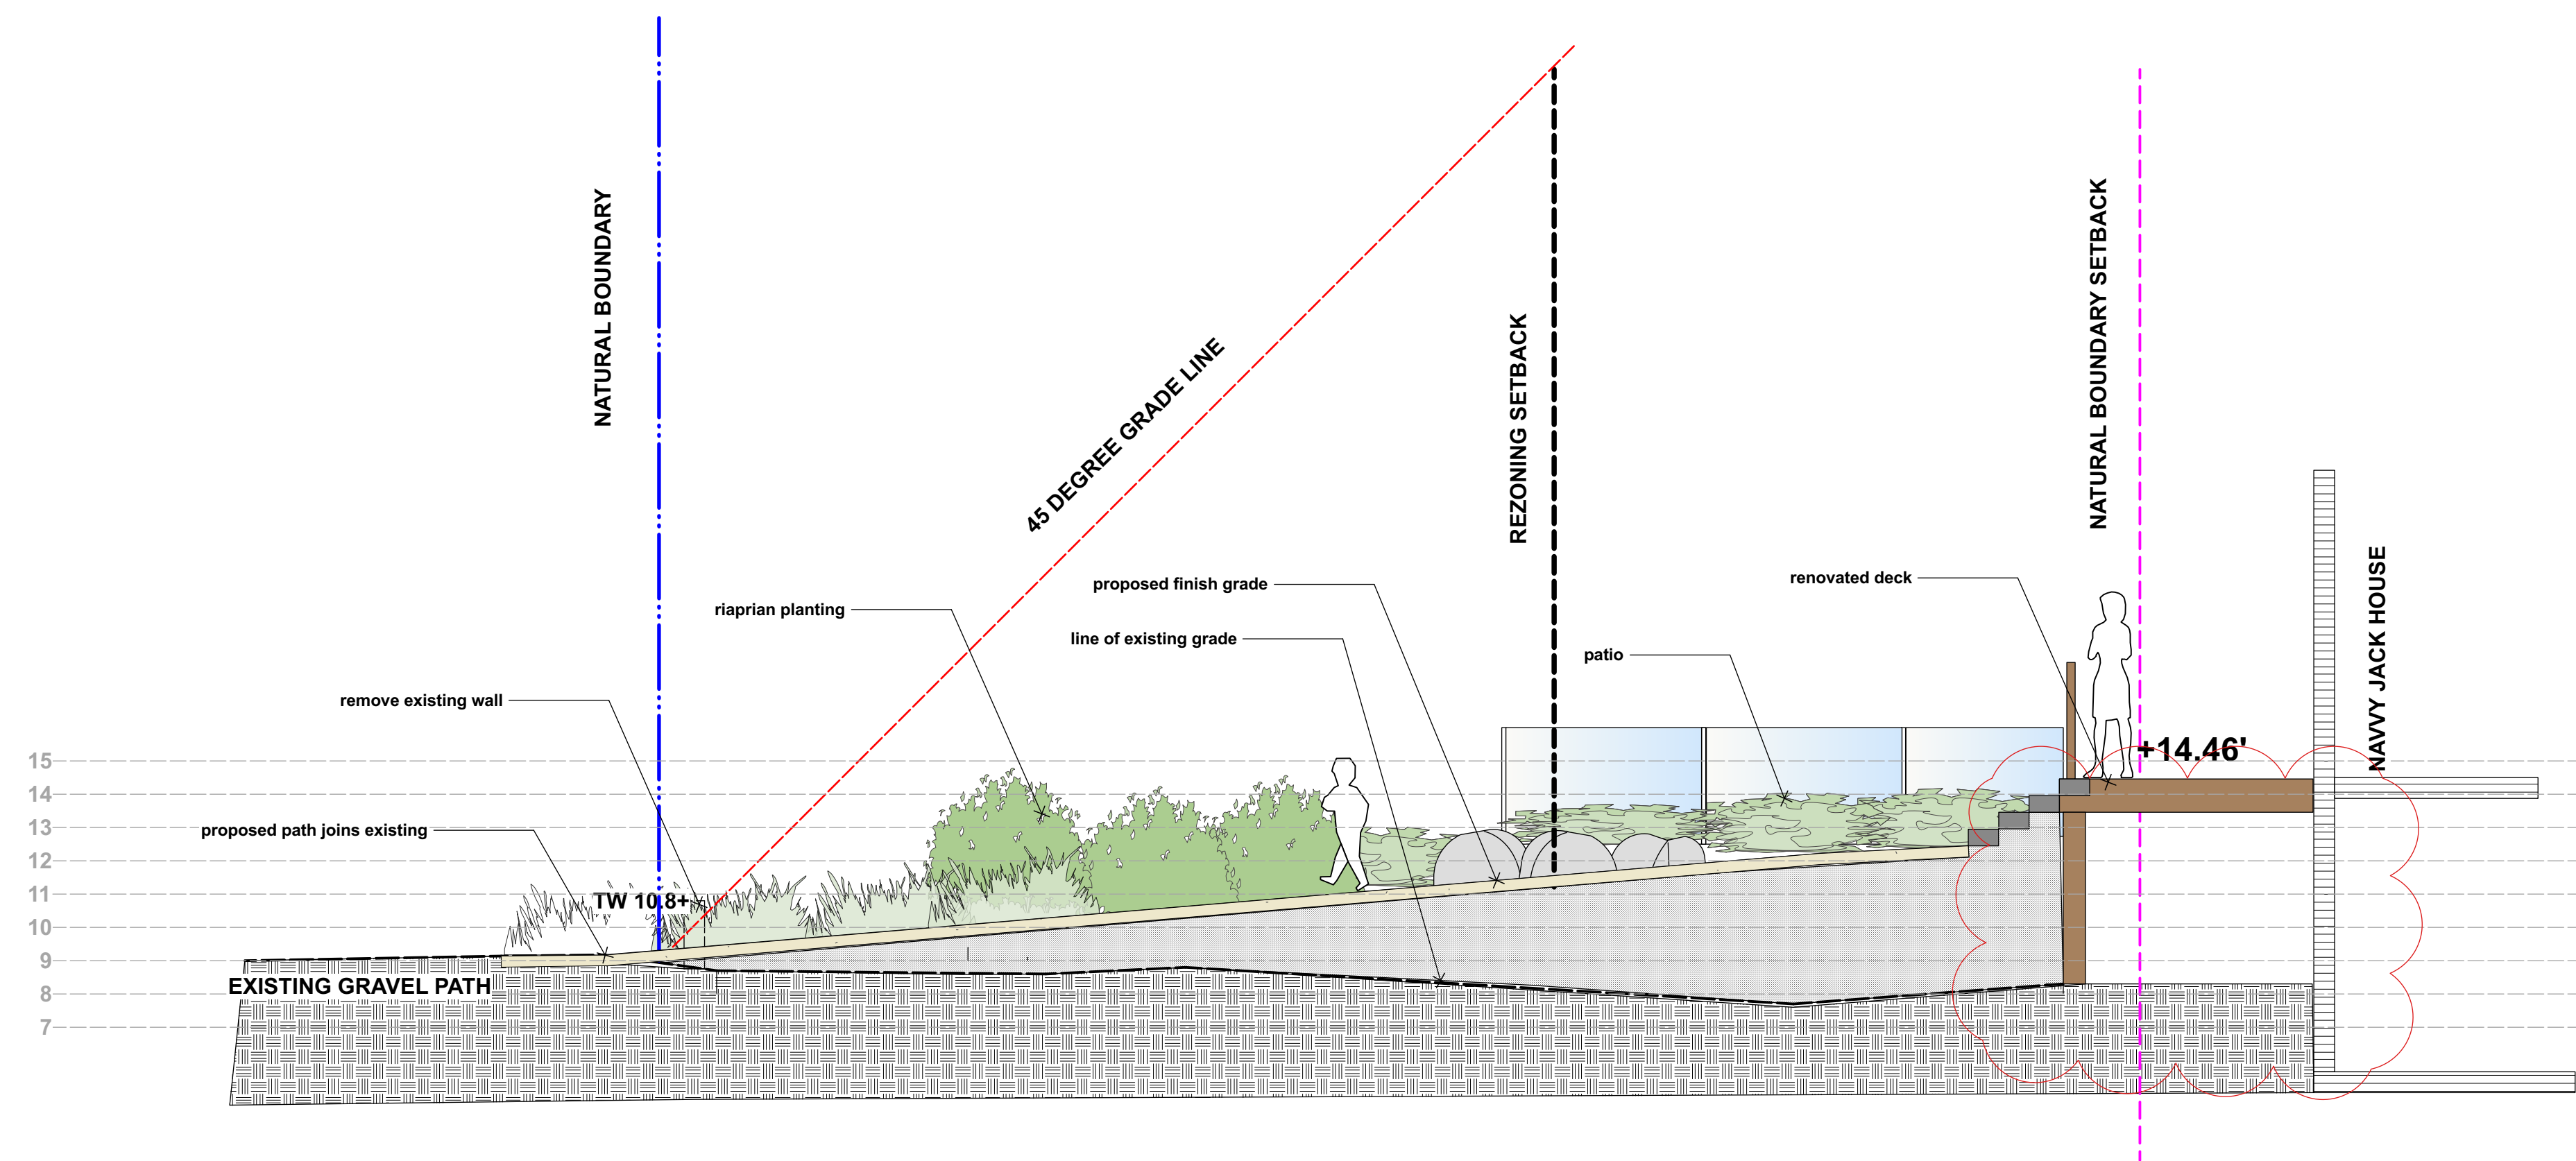 NATURAL BOUNDARY
45 DEGREE GRADE LINE
REZONING SETBACK
NATURAL BOUNDARY SETBACK
NAVVY JACK HOUSE
proposed finish grade
renovated deck
riaprian planting
line of existing grade
patio
remove existing wall
+14.46'
proposed path joins existing
TW 10.8+
EXISTING GRAVEL PATH
15
14
13
12
11
10
9
8
7